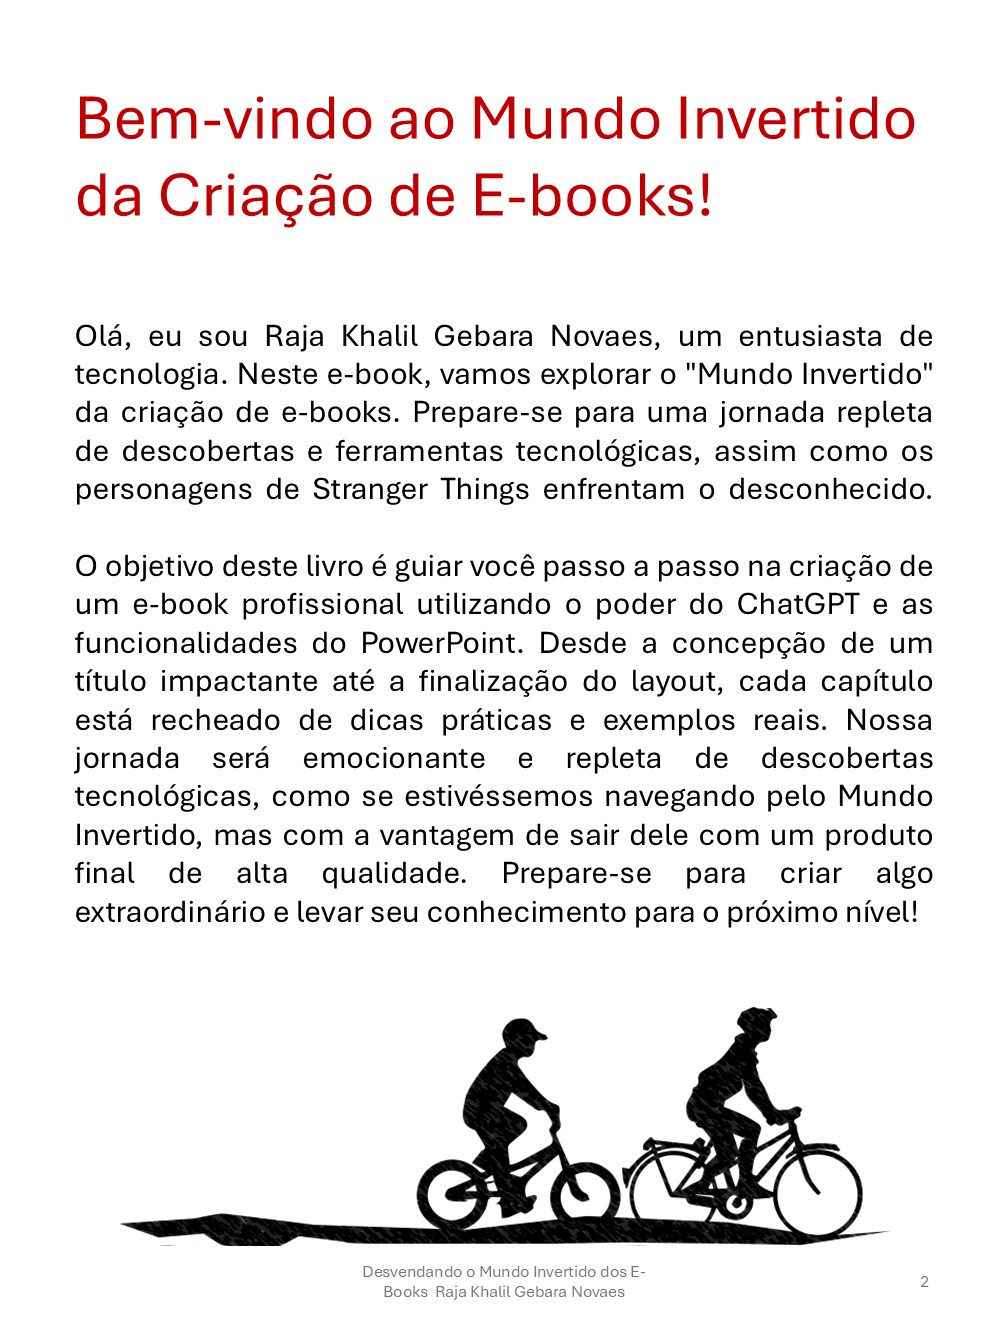 Bem-vindo ao Mundo Invertido
da Criação de E-books!
Olá, eu sou Raja Khalil Gebara Novaes, um entusiasta de
tecnologia. Neste e-book, vamos explorar o "Mundo Invertido"
da criação de e-books. Prepare-se para uma jornada repleta
de descobertas e ferramentas tecnológicas, assim como os
personagens de Stranger Things enfrentam o desconhecido.
O objetivo deste livro é guiar você passo a passo na criação de
um e-book profissional utilizando o poder do ChatGPT e as
funcionalidades do PowerPoint. Desde a concepção de um
título impactante até a finalização do layout, cada capítulo
está recheado de dicas práticas e exemplos reais. Nossa
jornada será emocionante e repleta de descobertas
tecnológicas, como se estivéssemos navegando pelo Mundo
Invertido, mas com a vantagem de sair dele com um produto
final de alta qualidade. Prepare-se para criar algo
extraordinário e levar seu conhecimento para o próximo nível!
Desvendando o Mundo Invertido dos E-
Books Raja Khalil Gebara Novaes
2